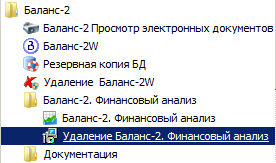 Баланс-2
Баланс-2 Просмотр электронных документов
Баланс-2W
Резервная копия БД
Удаление Баланс-2W
Баланс-2. Финансовый анализ
Баланс-2. Финансовый анализ
Удаление Баланс-2. Финансовый анализ
Документация